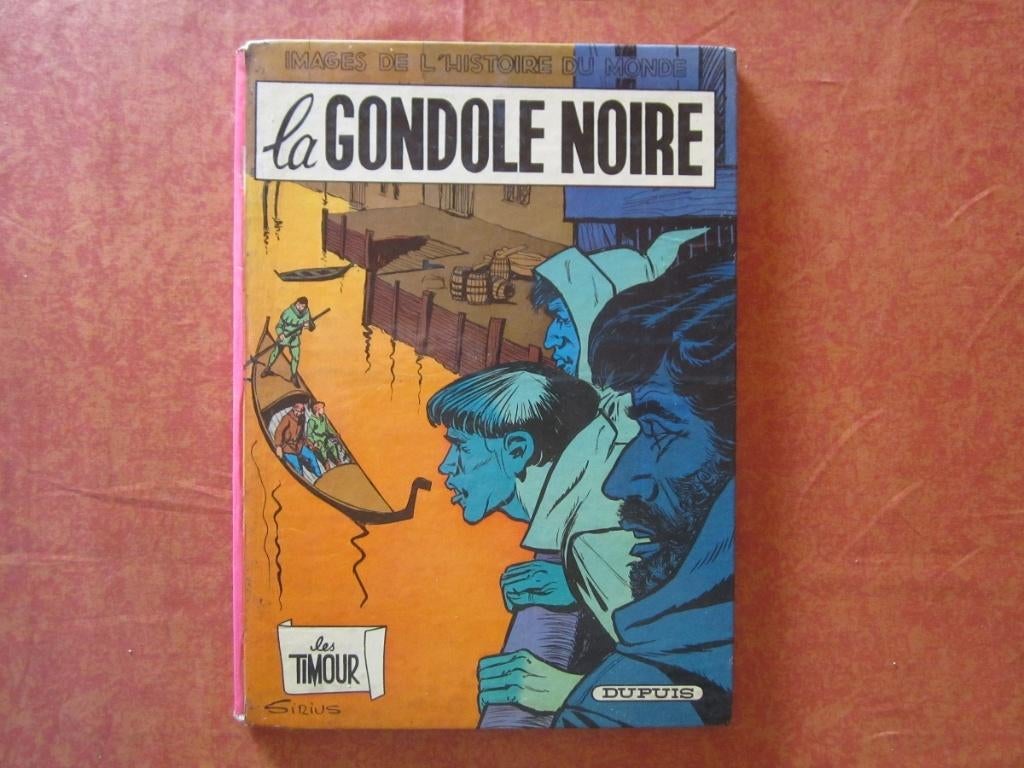 IMAGES DE L'HISTOIRE DU MONDE
la GONDOLE NOIRE
les
TIMOUR
SIRIUS
DUPUIS